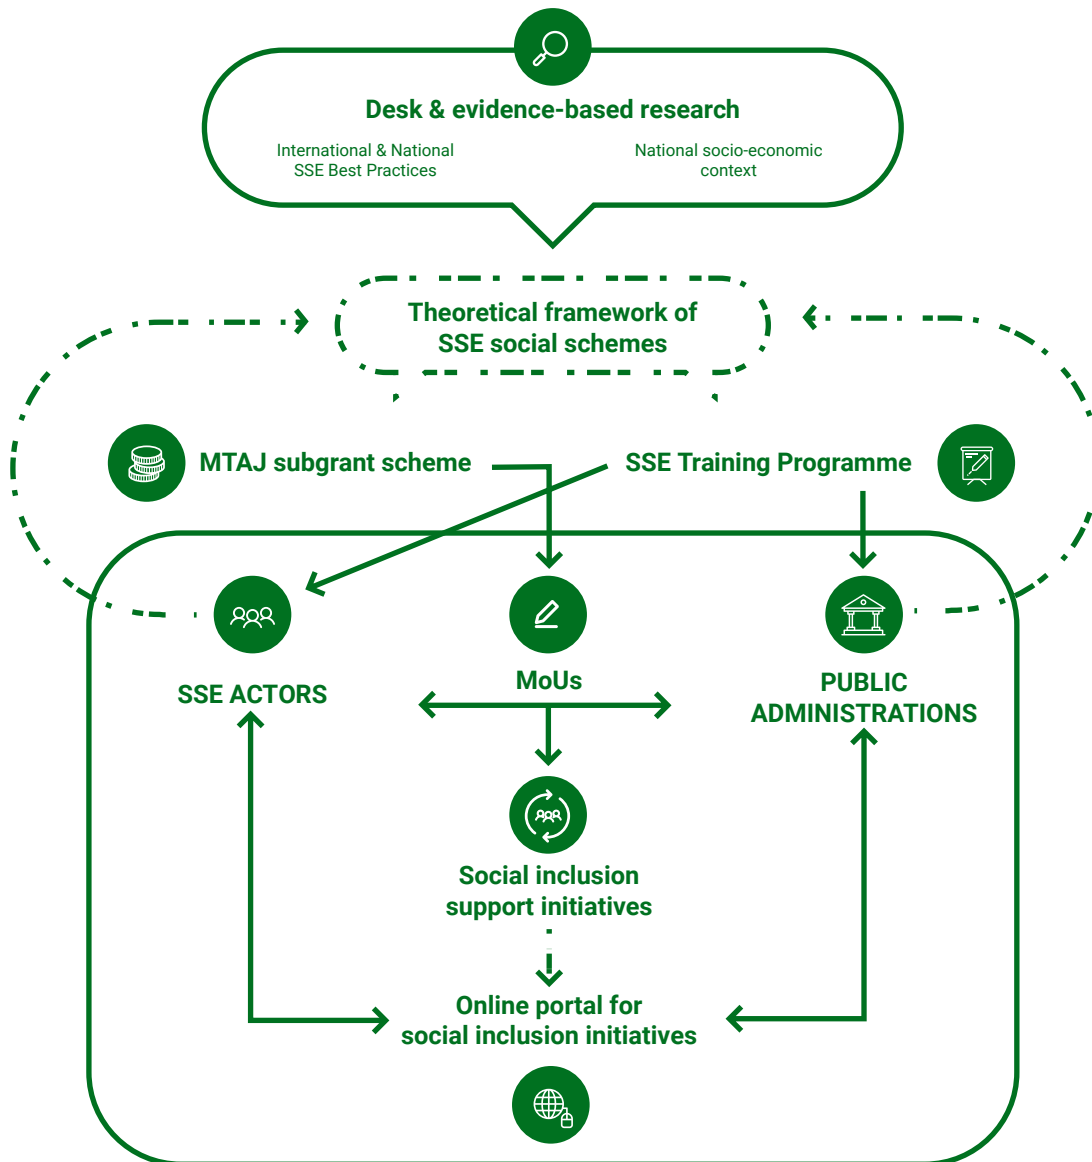 Desk & evidence-based research
International & National
SSE Best Practices
National socio-economic
context
Theoretical framework of
SSE social schemes
MTAJ subgrant scheme
SSE Training Programme
SSE ACTORS
MoUs
PUBLIC
ADMINISTRATIONS
Social inclusion
support initiatives
Online portal for
social inclusion initiatives